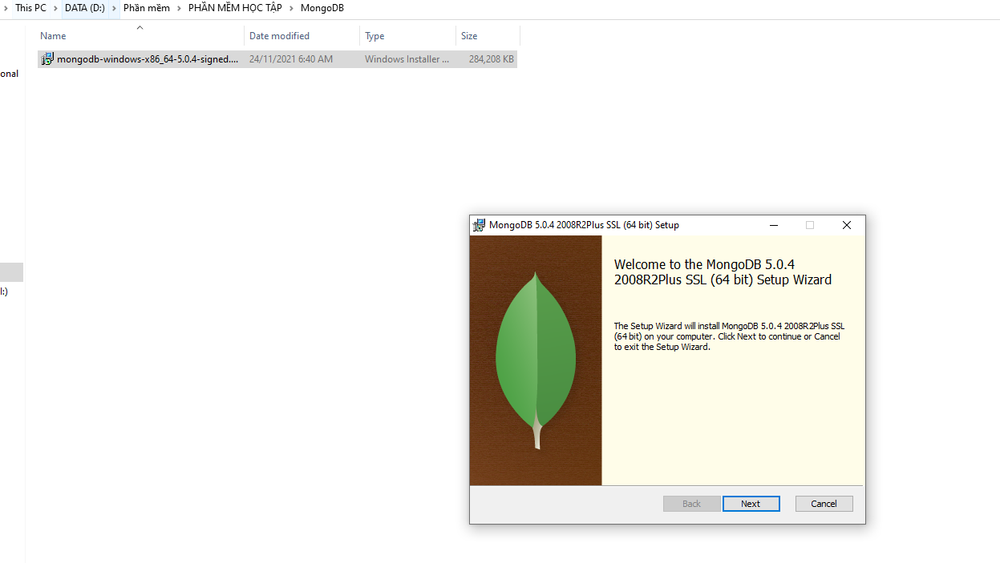 This PC > DATA (D:) > Phần mềm > PHẦN MỀM HỌC TẬP > MongoDB
Name Date modified Type Size
mongodb-windows-x86_64-5.0.4-signed.... 24/11/2021 6:40 AM Windows Installer ... 284,208 KB
onal
l:)
MongoDB 5.0.4 2008R2Plus SSL (64 bit) Setup
Welcome to the MongoDB 5.0.4
2008R2Plus SSL (64 bit) Setup Wizard
The Setup Wizard will install MongoDB 5.0.4 2008R2Plus SSL
(64 bit) on your computer. Click Next to continue or Cancel
to exit the Setup Wizard.
Back Next Cancel